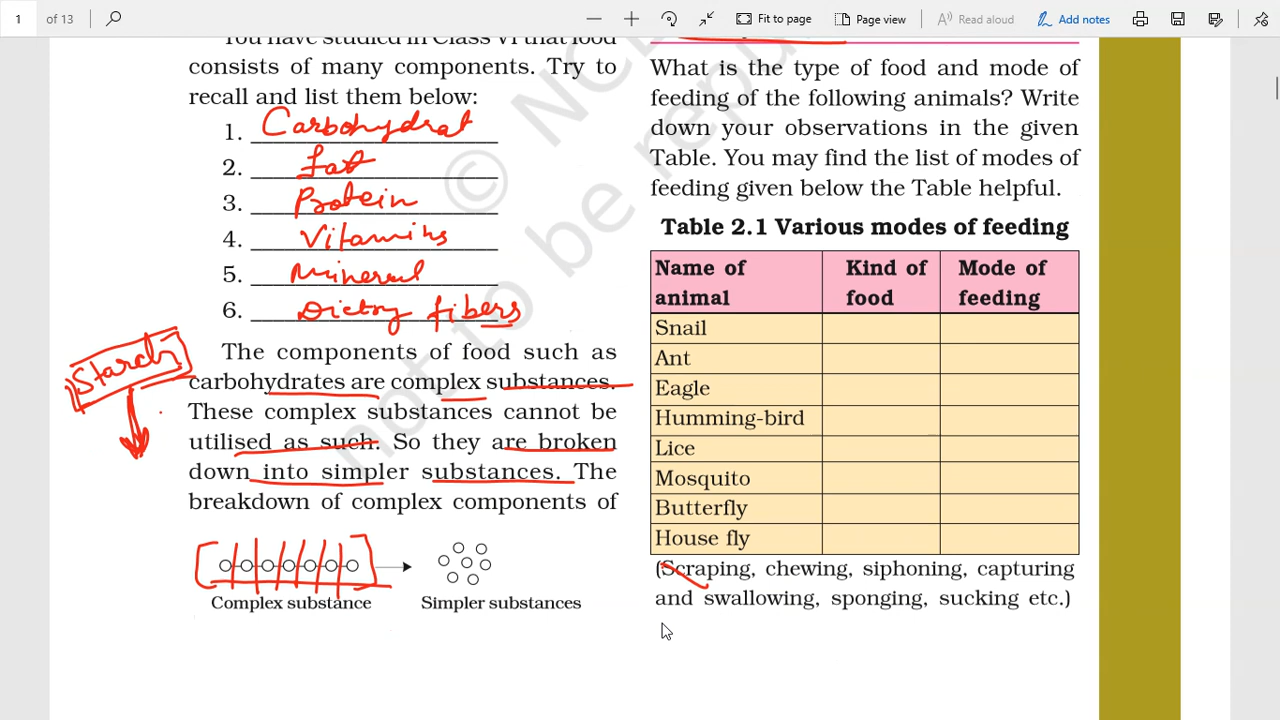 1 of 13 Fit to page Page view Read aloud Add notes
You have studied in Class VI that food
consists of many components. Try to
recall and list them below:
1. Carbohydrat
2. Fat
3. Protein
4. Vitamins
5. Mineral
6. Dietry fibers
Starch
The components of food such as
carbohydrates are complex substances.
These complex substances cannot be
utilised as such. So they are broken
down into simpler substances. The
breakdown of complex components of
Complex substance Simpler substances
What is the type of food and mode of
feeding of the following animals? Write
down your observations in the given
Table. You may find the list of modes of
feeding given below the Table helpful.
Table 2.1 Various modes of feeding
Name of animal Kind of food Mode of feeding
Snail
Ant
Eagle
Humming-bird
Lice
Mosquito
Butterfly
House fly
(Scraping, chewing, siphoning, capturing
and swallowing, sponging, sucking etc.)
© NC
not to be repu